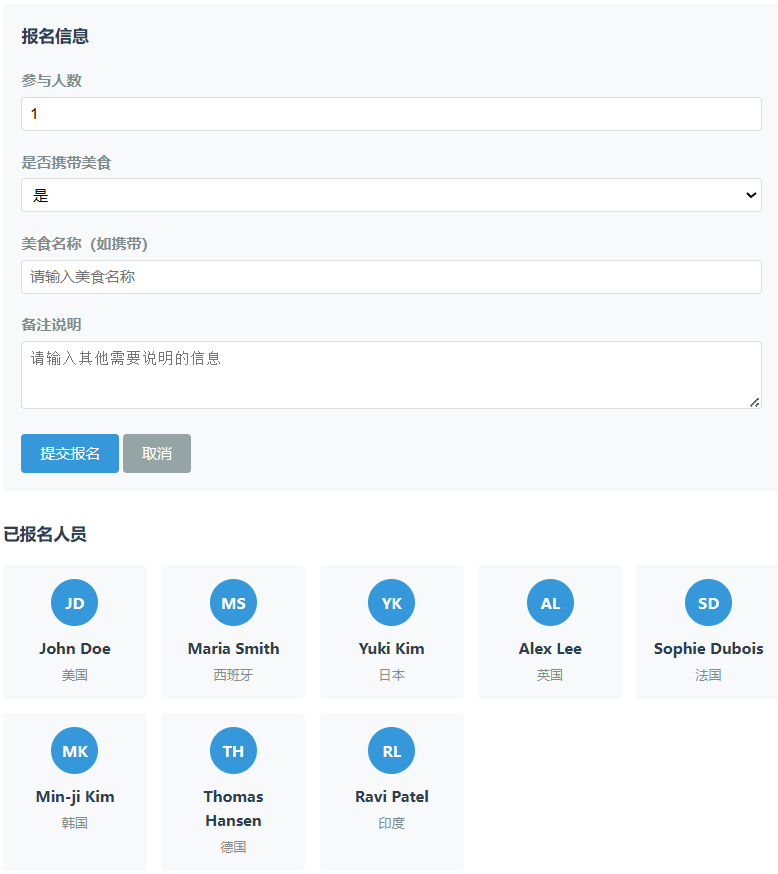 报名信息
参与人数
1
是否携带美食
是
美食名称（如携带）
请输入美食名称
备注说明
请输入其他需要说明的信息
提交报名 取消
已报名人员
JD MS YK AL SD
John Doe Maria Smith Yuki Kim Alex Lee Sophie Dubois
美国 西班牙 日本 英国 法国
MK TH RL
Min-ji Kim Thomas Hansen Ravi Patel
韩国 德国 印度